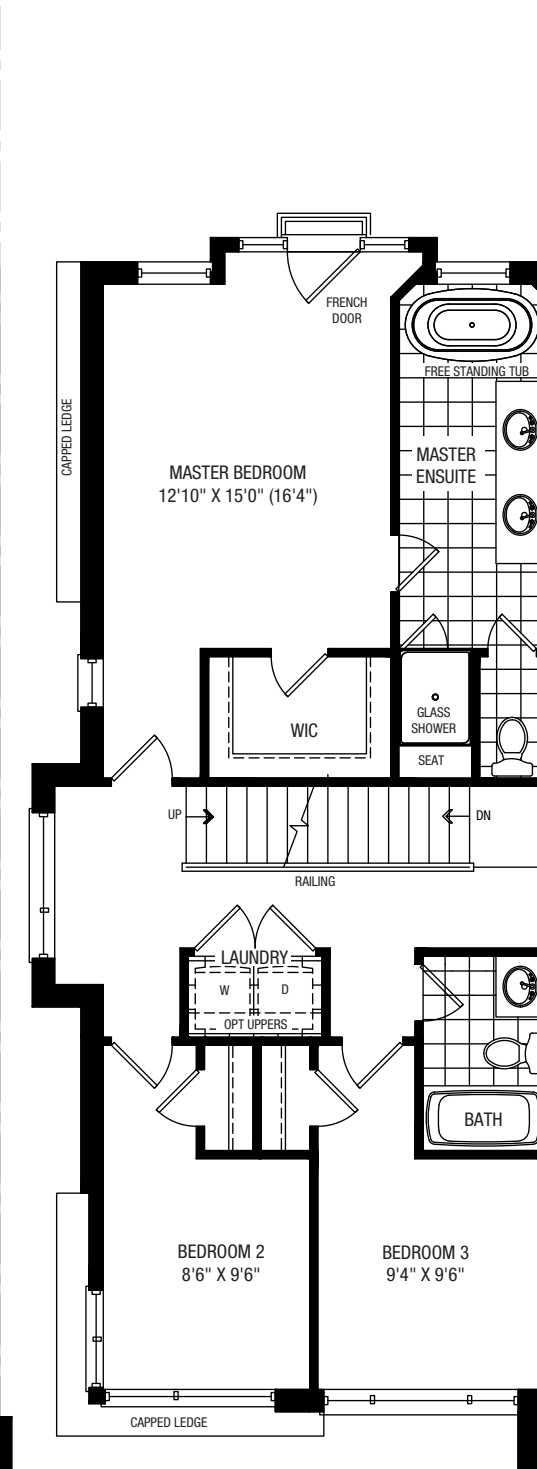 FRENCH
DOOR
FREE STANDING TUB
CAPPED LEDGE
MASTER
ENSUITE
MASTER BEDROOM
12'10" X 15'0" (16'4")
GLASS
SHOWER
WIC
SEAT
UP
DN
RAILING
LAUNDRY
W
D
OPT UPPERS
BATH
BEDROOM 2
8'6" X 9'6"
BEDROOM 3
9'4" X 9'6"
CAPPED LEDGE